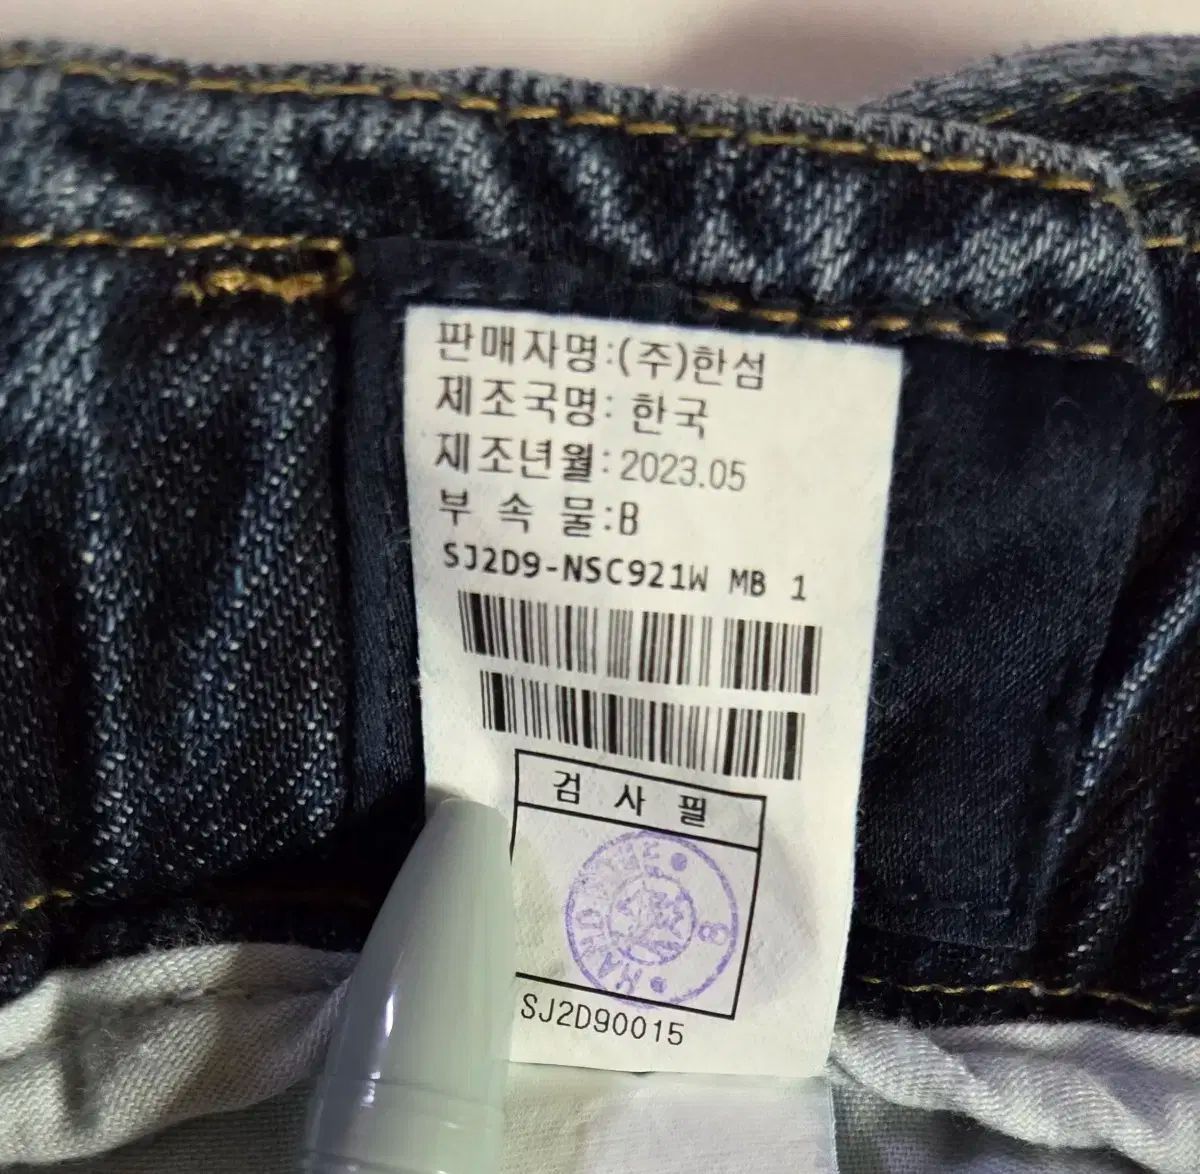 판매자명:(주)한섬
제조국명: 한국
제조년월: 2023.05
부 속 물:B
SJ2D9-NSC921W MB 1
검 사 필
8
SJ2D90015